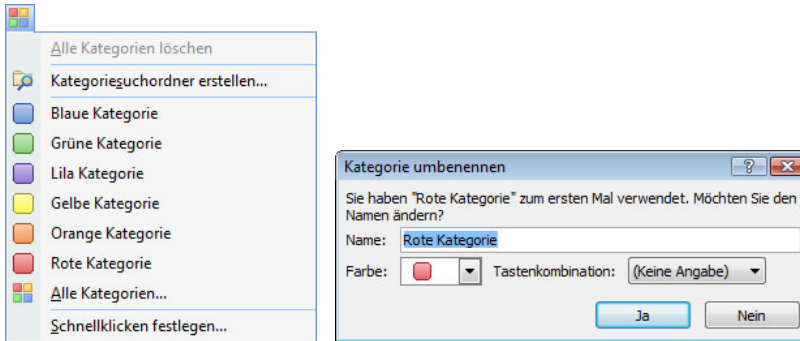 Alle Kategorien löschen
Kategoriesuchordner erstellen...
Blaue Kategorie
Grüne Kategorie
Lila Kategorie
Gelbe Kategorie
Orange Kategorie
Rote Kategorie
Alle Kategorien...
Schnellklicken festlegen...
Kategorie umbenennen
Sie haben "Rote Kategorie" zum ersten Mal verwendet. Möchten Sie den
Namen ändern?
Name: Rote Kategorie
Farbe: Tastenkombination: (Keine Angabe)
Ja Nein